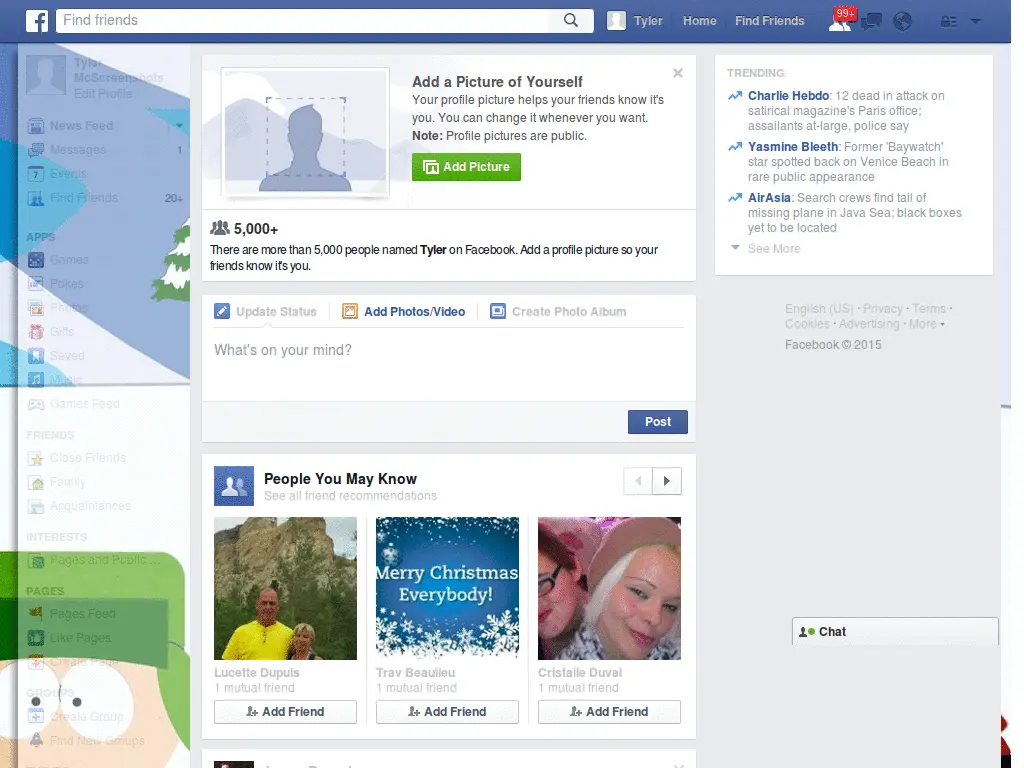 Find friends
Tyler
Home
Find Friends
99+
Tyler
McScreenshots
Edit Profile
News Feed
Messages
1
Events
Find Friends
20+
APPS
Games
Pokes
Photos
Gifts
Saved
Music
Games Feed
FRIENDS
Close Friends
Family
Acquaintances
INTERESTS
Pages and Public ...
PAGES
Pages Feed
Like Pages
Create Page
GROUPS
Create Group
Find New Groups
Add a Picture of Yourself
Your profile picture helps your friends know it's
you. You can change it whenever you want.
Note: Profile pictures are public.
Add Picture
5,000+
There are more than 5,000 people named Tyler on Facebook. Add a profile picture so your
friends know it's you.
Update Status
Add Photos/Video
Create Photo Album
What's on your mind?
Post
People You May Know
See all friend recommendations
Merry Christmas
Everybody!
Lucette Dupuis
1 mutual friend
Add Friend
Trav Beaulieu
1 mutual friend
Add Friend
Cristalle Duval
1 mutual friend
Add Friend
TRENDING
Charlie Hebdo: 12 dead in attack on
satirical magazine's Paris office;
assailants at-large, police say
Yasmine Bleeth: Former 'Baywatch'
star spotted back on Venice Beach in
rare public appearance
AirAsia: Search crews find tail of
missing plane in Java Sea; black boxes
yet to be located
See More
English (US) · Privacy · Terms ·
Cookies · Advertising · More
Facebook © 2015
Chat